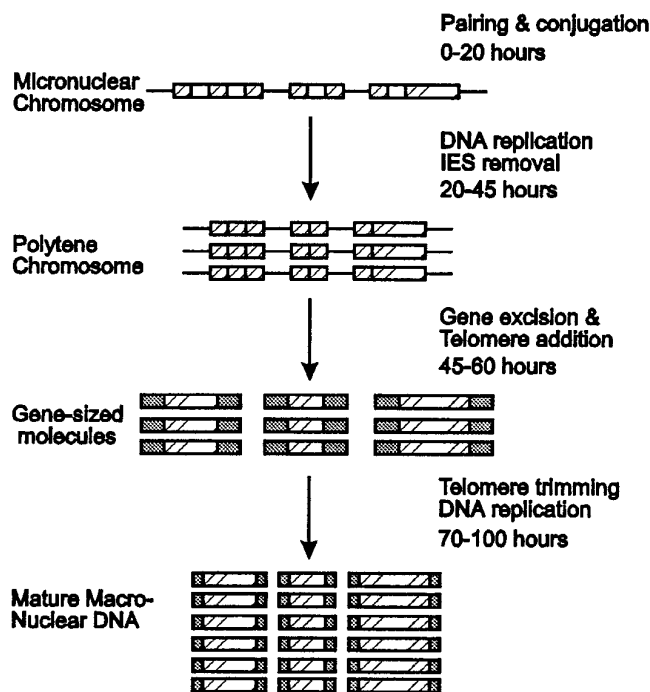 Pairing & conjugation
0-20 hours
Micronuclear
Chromosome
DNA replication
IES removal
20-45 hours
Polytene
Chromosome
Gene excision &
Telomere addition
45-60 hours
Gene-sized
molecules
Telomere trimming
DNA replication
70-100 hours
Mature Macro-
Nuclear DNA